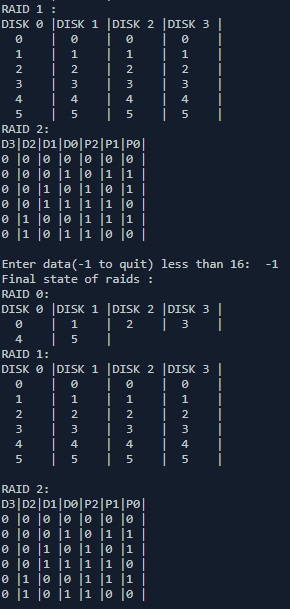 RAID 1 :
DISK 0 |DISK 1 |DISK 2 |DISK 3 |
0 | 0 | 0 | 0 |
1 | 1 | 1 | 1 |
2 | 2 | 2 | 2 |
3 | 3 | 3 | 3 |
4 | 4 | 4 | 4 |
5 | 5 | 5 | 5 |
RAID 2:
D3|D2|D1|D0|P2|P1|P0|
0 |0 |0 |0 |0 |0 |0 |
0 |0 |0 |1 |0 |1 |1 |
0 |0 |1 |0 |1 |0 |1 |
0 |0 |1 |1 |1 |1 |0 |
0 |1 |0 |0 |1 |1 |1 |
0 |1 |0 |1 |1 |0 |0 |
Enter data(-1 to quit) less than 16:  -1
Final state of raids :
RAID 0:
DISK 0 |DISK 1 |DISK 2 |DISK 3 |
0 | 1 | 2 | 3 |
4 | 5 |
RAID 1:
DISK 0 |DISK 1 |DISK 2 |DISK 3 |
0 | 0 | 0 | 0 |
1 | 1 | 1 | 1 |
2 | 2 | 2 | 2 |
3 | 3 | 3 | 3 |
4 | 4 | 4 | 4 |
5 | 5 | 5 | 5 |
RAID 2:
D3|D2|D1|D0|P2|P1|P0|
0 |0 |0 |0 |0 |0 |0 |
0 |0 |0 |1 |0 |1 |1 |
0 |0 |1 |0 |1 |0 |1 |
0 |0 |1 |1 |1 |1 |0 |
0 |1 |0 |0 |1 |1 |1 |
0 |1 |0 |1 |1 |0 |0 |